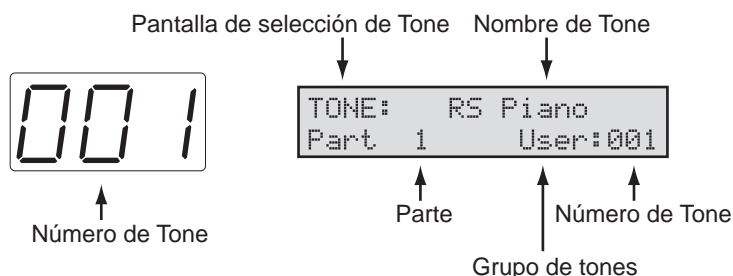 Pantalla de selección de Tone Nombre de Tone
001
TONE: RS Piano
Part 1 User:001
Parte Número de Tone
Número de Tone
Grupo de tones